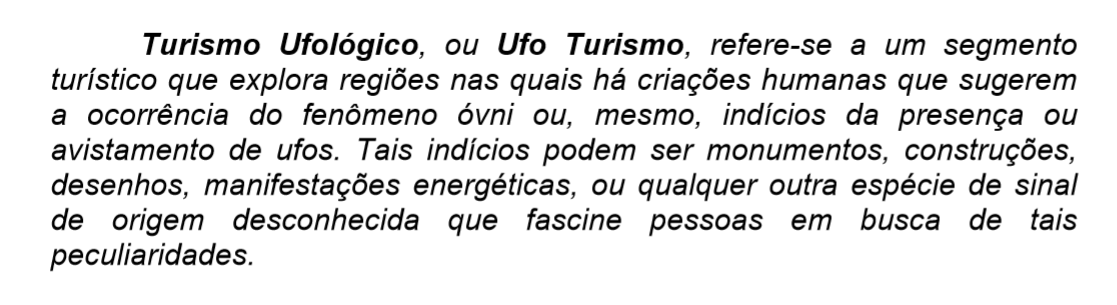 Turismo Ufológico, ou Ufo Turismo, refere-se a um segmento
turístico que explora regiões nas quais há criações humanas que sugerem
a ocorrência do fenômeno óvni ou, mesmo, indícios da presença ou
avistamento de ufos. Tais indícios podem ser monumentos, construções,
desenhos, manifestações energéticas, ou qualquer outra espécie de sinal
de origem desconhecida que fascine pessoas em busca de tais
peculiaridades.